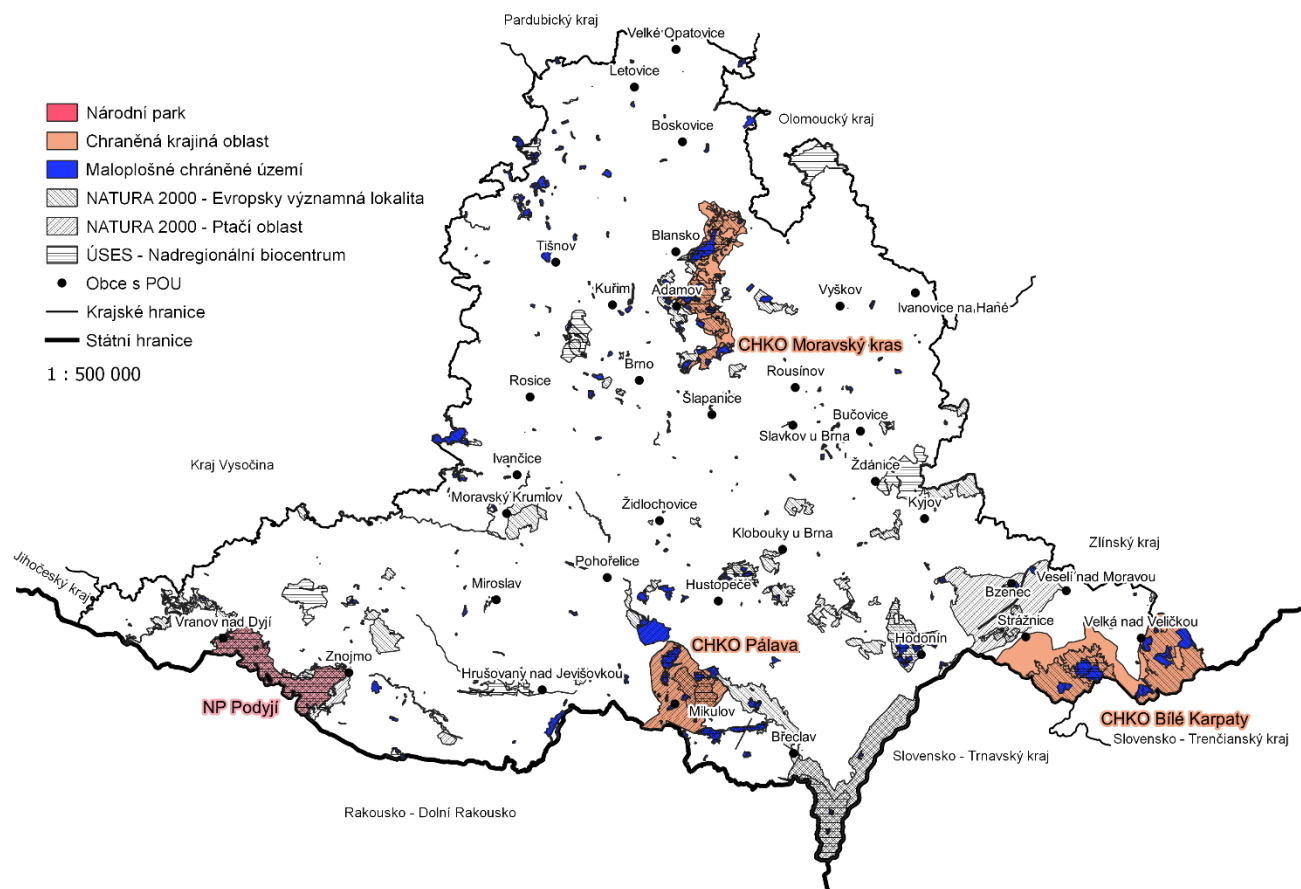 Pardubický kraj
Velké Opatovice
Letovice
Národní park
Chraněná krajiná oblast
Maloplošné chráněné území
NATURA 2000 - Evropsky významná lokalita
NATURA 2000 - Ptačí oblast
ÚSES - Nadregionální biocentrum
Obce s POU
Krajské hranice
Státní hranice
1 : 500 000
Olomoucký kraj
Boskovice
Blansko
Tišnov
Kuřim
Adamov
Vyškov
Ivanovice na Hané
CHKO Moravský kras
Brno
Rousínov
Rosice
Šlapanice
Slavkov u Brna
Bučovice
Kraj Vysočina
Ivančice
Ždánice
Moravský Krumlov
Židlochovice
Kyjov
Klobouky u Brna
Zlínský kraj
Jihočeský kraj
Pohořelice
Miroslav
Hustopeče
Veselí nad Moravou
Bzenec
Vranov nad Dyjí
Strážnice
Velká nad Veličkou
CHKO Pálava
Hodonín
Znojmo
Hrušovany nad Jevišovkou
NP Podyjí
Mikulov
CHKO Bílé Karpaty
Břeclav
Slovensko - Trenčianský kraj
Slovensko - Trnavský kraj
Rakousko - Dolní Rakousko